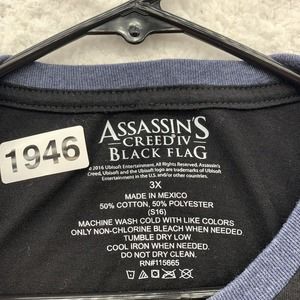 1946
ASSASSIN'S
CREED IV
BLACK FLAG
© 2016 Ubisoft Entertainment. All Rights Reserved. Assassin's
Creed, Ubisoft and the Ubisoft logo are trademarks of Ubisoft
Entertainment in the U.S. and/or other countries.
3X
MADE IN MEXICO
50% COTTON, 50% POLYESTER
(S16)
MACHINE WASH COLD WITH LIKE COLORS
ONLY NON-CHLORINE BLEACH WHEN NEEDED
TUMBLE DRY LOW
COOL IRON WHEN NEEDED.
DO NOT DRY CLEAN.
RN#115865